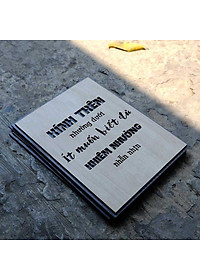 KÍNH TRÊN
nhường dưới
ít muốn biết đủ
KHIÊM NHƯỜNG
nhẫn nhịn